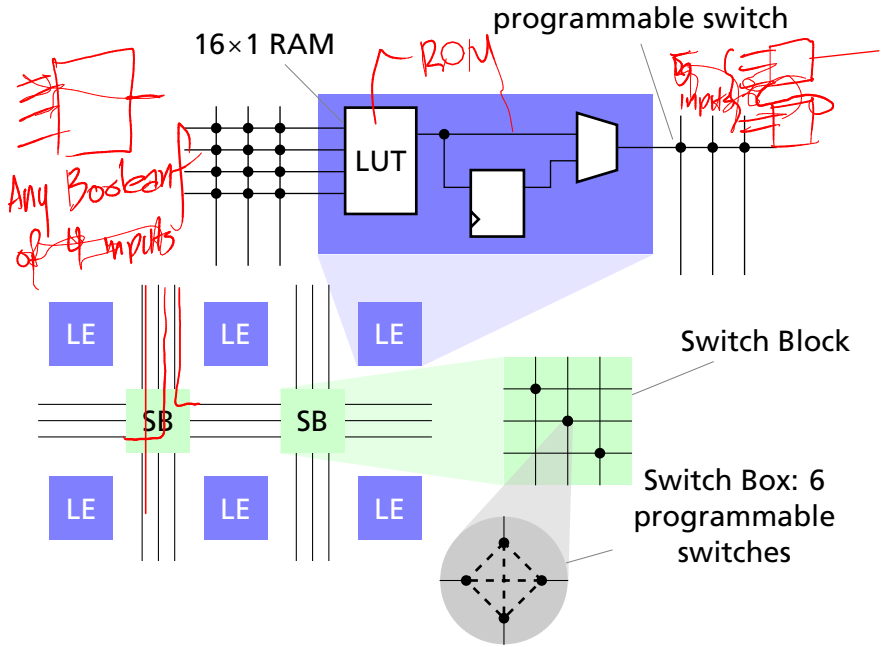 programmable switch
16×1 RAM
ROM
inputs
LUT
Any Boolean
of 4 inputs
LE LE LE
Switch Block
SB SB
LE LE LE
Switch Box: 6
programmable
switches